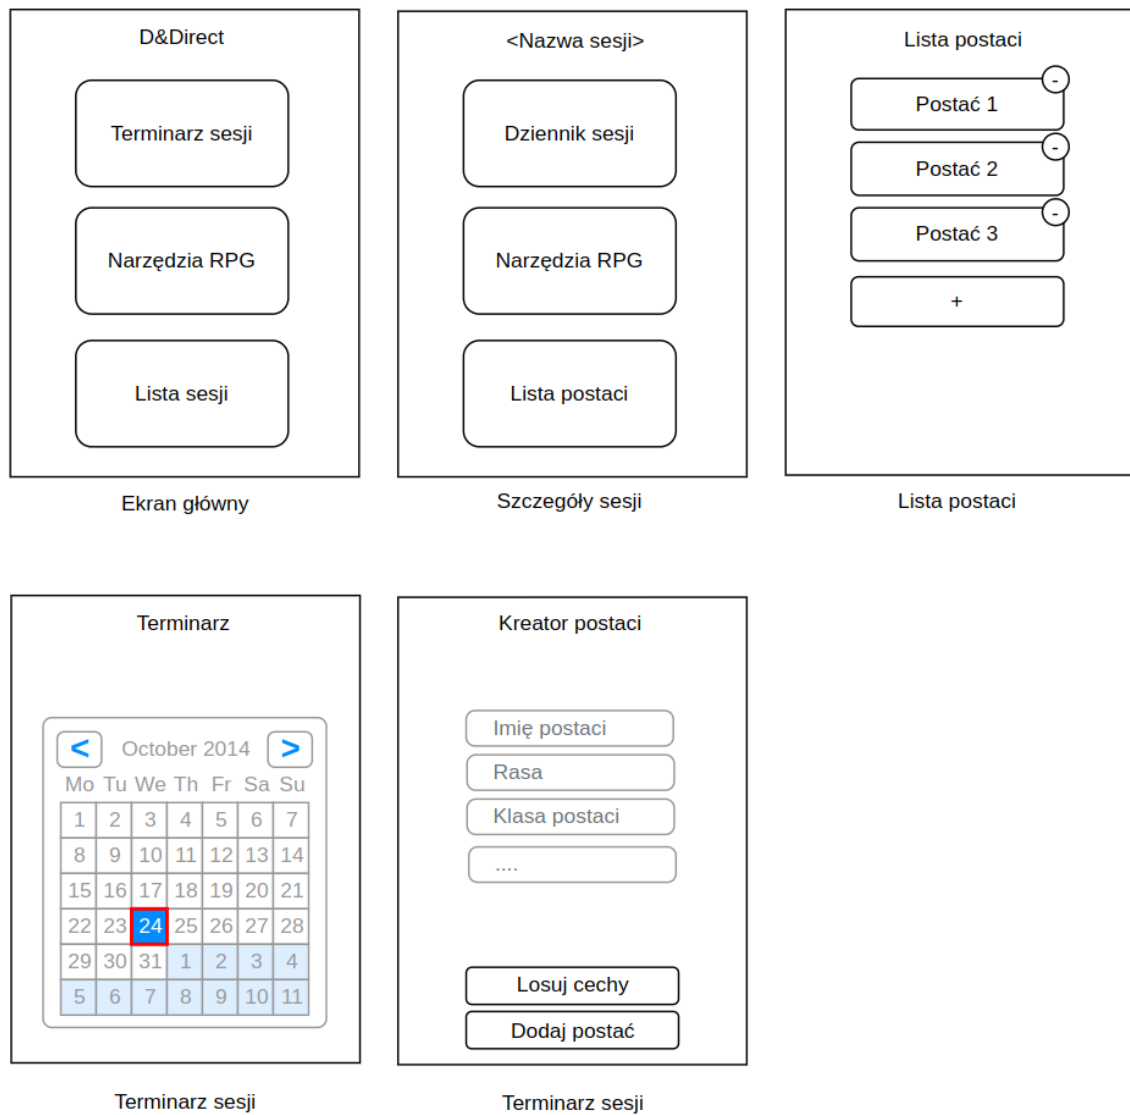 D&Direct
Terminarz sesji
Narzędzia RPG
Lista sesji
Ekran główny
<Nazwa sesji>
Dziennik sesji
Narzędzia RPG
Lista postaci
Szczegóły sesji
Lista postaci
-
Postać 1
-
Postać 2
-
Postać 3
+
Lista postaci
Terminarz
< October 2014 >
Mo Tu We Th Fr Sa Su
1 2 3 4 5 6 7
8 9 10 11 12 13 14
15 16 17 18 19 20 21
22 23 24 25 26 27 28
29 30 31 1 2 3 4
5 6 7 8 9 10 11
Terminarz sesji
Kreator postaci
Imię postaci
Rasa
Klasa postaci
....
Losuj cechy
Dodaj postać
Terminarz sesji